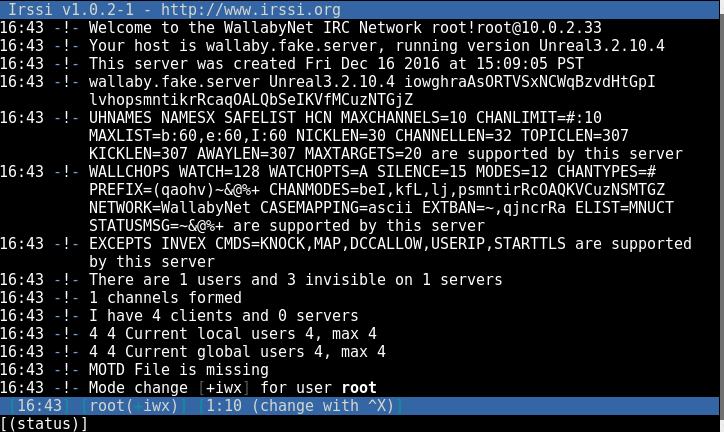 Irssi v1.0.2-1 - http://www.irssi.org
16:43 -!- Welcome to the WallabyNet IRC Network root!root@10.0.2.33
16:43 -!- Your host is wallaby.fake.server, running version Unreal3.2.10.4
16:43 -!- This server was created Fri Dec 16 2016 at 15:09:05 PST
16:43 -!- wallaby.fake.server Unreal3.2.10.4 iowghraAsORTVSxNCWqBzvdHtGpI
lvhopsmntikrRcaqOALQbSeIKVfMCuzNTGjZ
16:43 -!- UHNAMES NAMESX SAFELIST HCN MAXCHANNELS=10 CHANLIMIT=#:10
MAXLIST=b:60,e:60,I:60 NICKLEN=30 CHANNELLEN=32 TOPICLEN=307
KICKLEN=307 AWAYLEN=307 MAXTARGETS=20 are supported by this server
16:43 -!- WALLCHOPS WATCH=128 WATCHOPTS=A SILENCE=15 MODES=12 CHANTYPES=#
PREFIX=(qaohv)~&@%+ CHANMODES=beI,kfL,lj,psmntirRcOAQKVCuzNSMTGZ
NETWORK=WallabyNet CASEMAPPING=ascii EXTBAN=~,qjncrRa ELIST=MNUCT
STATUSMSG=~&@%+ are supported by this server
16:43 -!- EXCEPTS INVEX CMDS=KNOCK,MAP,DCCALLOW,USERIP,STARTTLS are supported
by this server
16:43 -!- There are 1 users and 3 invisible on 1 servers
16:43 -!- 1 channels formed
16:43 -!- I have 4 clients and 0 servers
16:43 -!- 4 4 Current local users 4, max 4
16:43 -!- 4 4 Current global users 4, max 4
16:43 -!- MOTD File is missing
16:43 -!- Mode change [+iwx] for user root
[16:43] [root(+iwx)] [1:10 (change with ^X)]
[(status)]